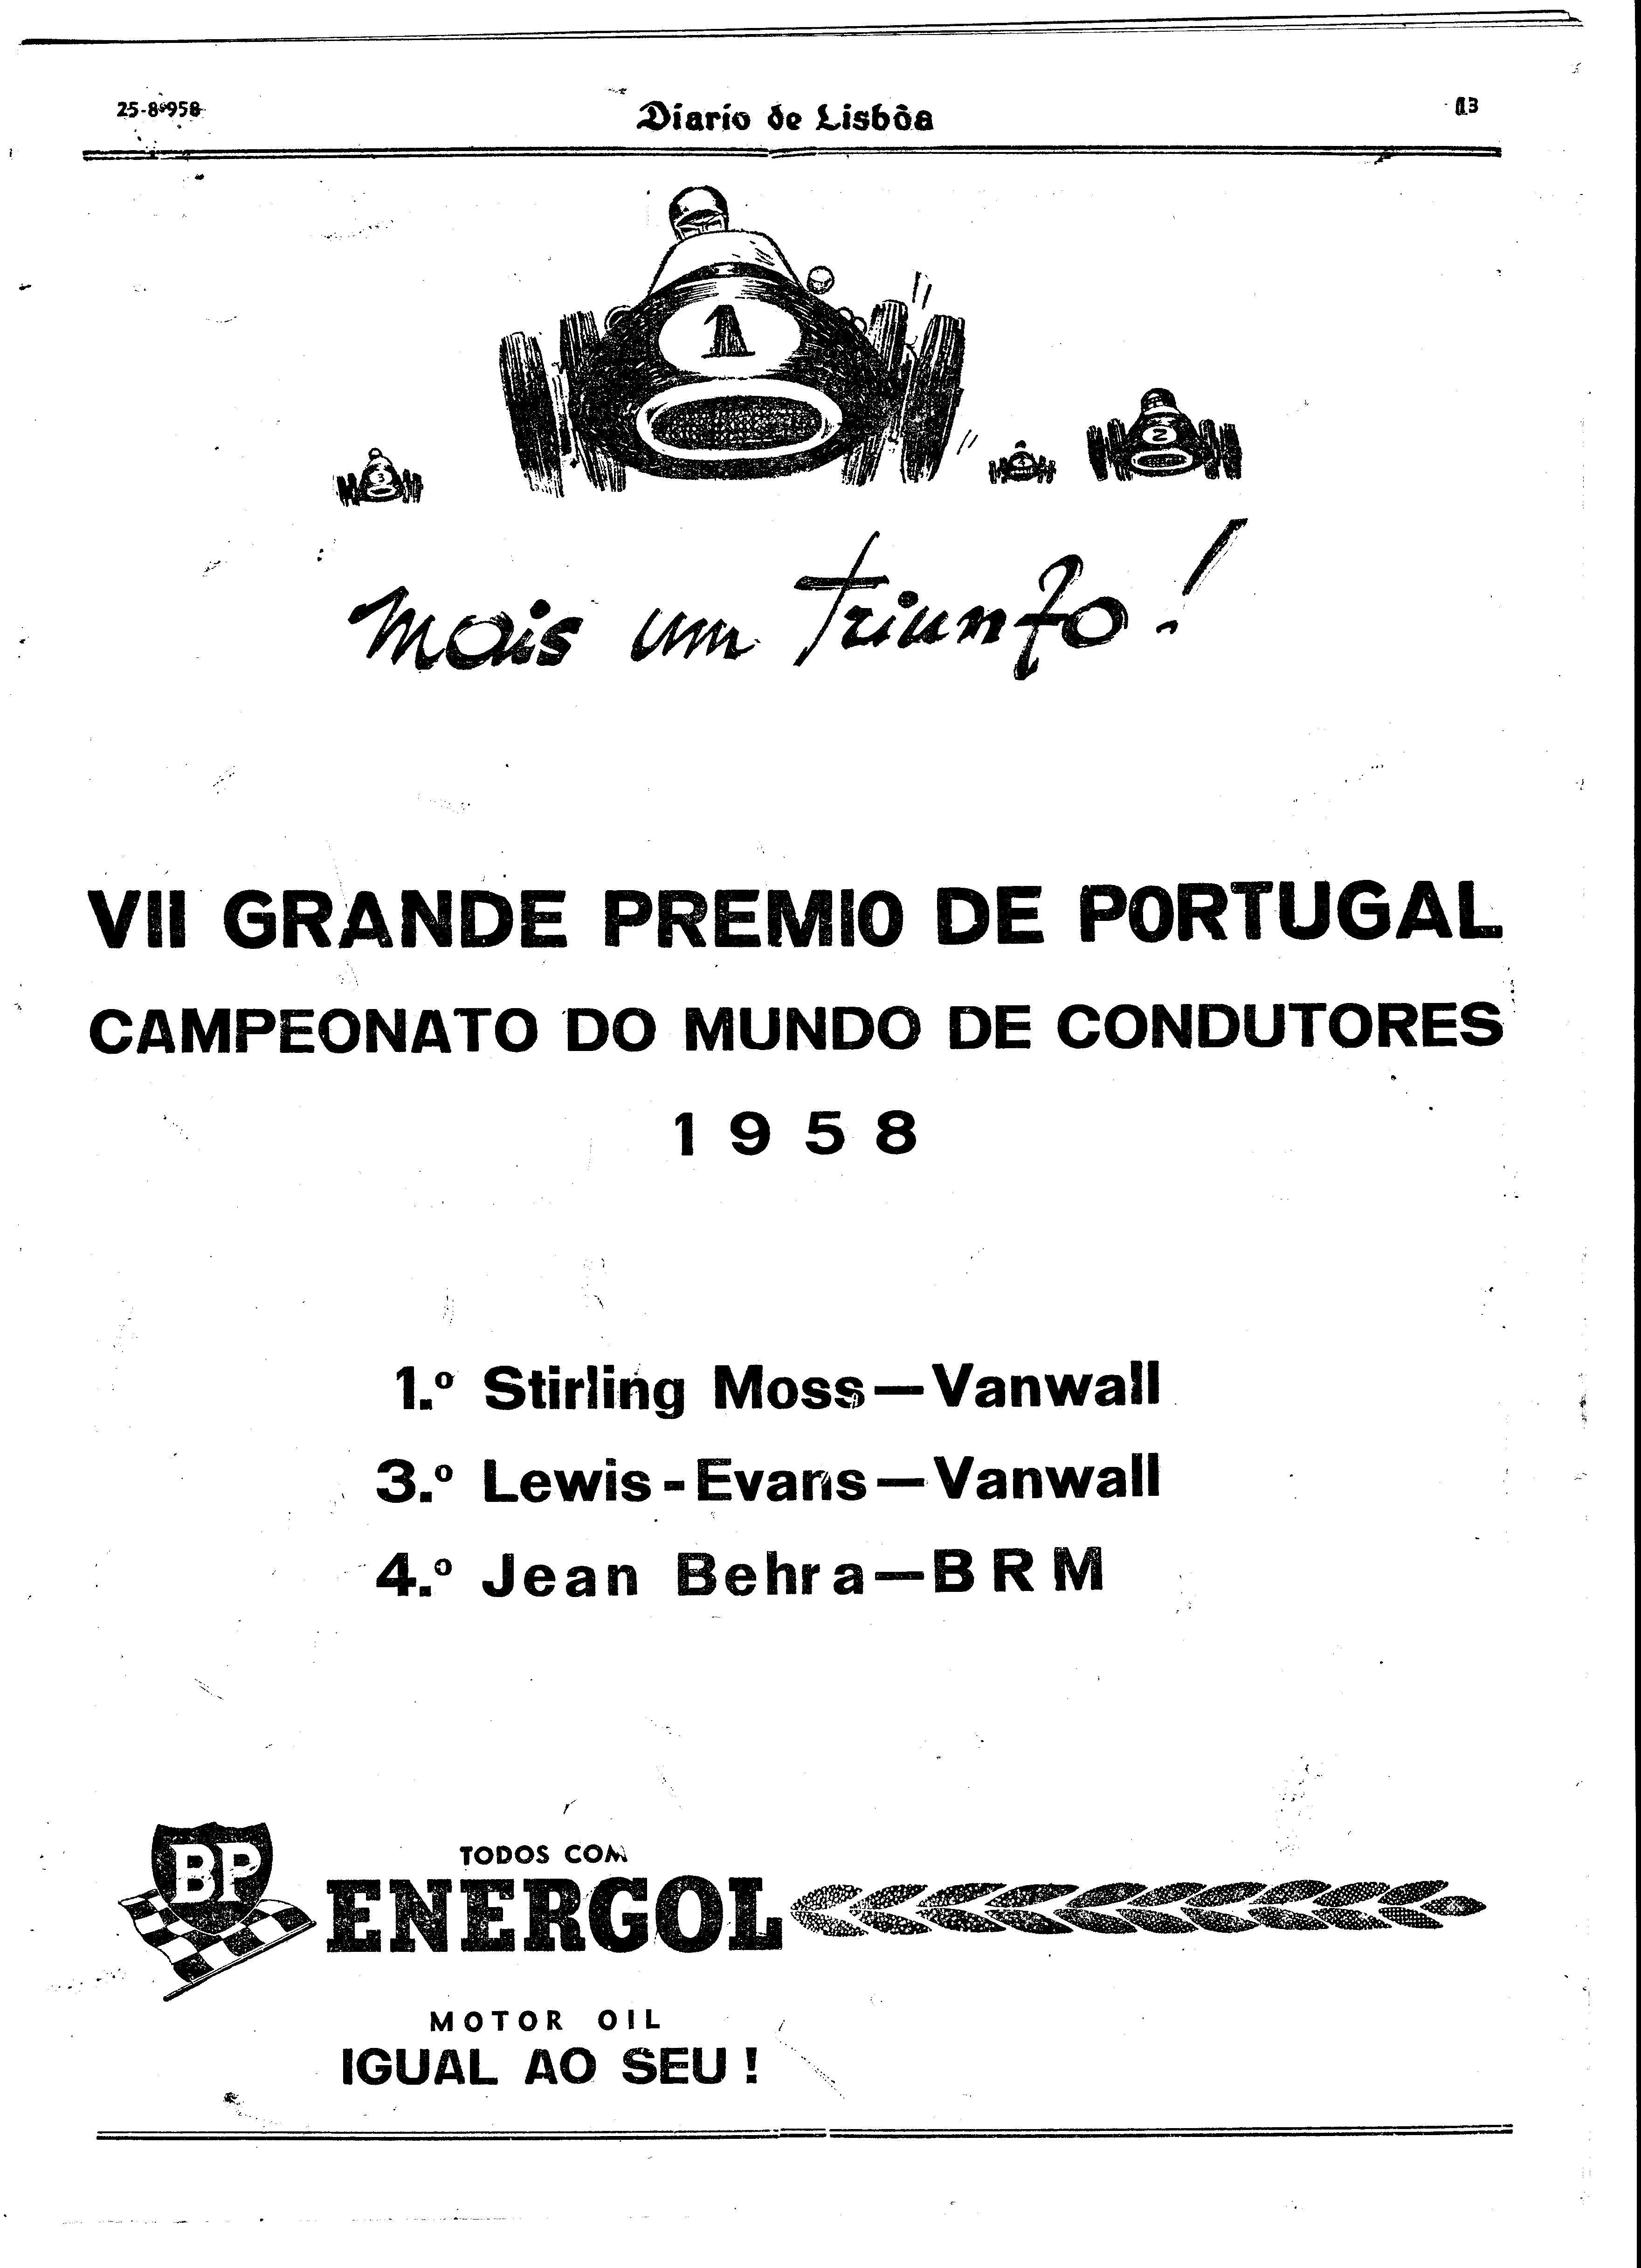 25-8-958
Diario de Lisbôa
13
1
2
3
4
Mais um Triunfo!
VII GRANDE PREMIO DE PORTUGAL
CAMPEONATO DO MUNDO DE CONDUTORES
1958
1.º Stirling Moss — Vanwall
3.º Lewis-Evans — Vanwall
4.º Jean Behra — BRM
BP
TODOS COM
ENERGOL
MOTOR OIL
IGUAL AO SEU!